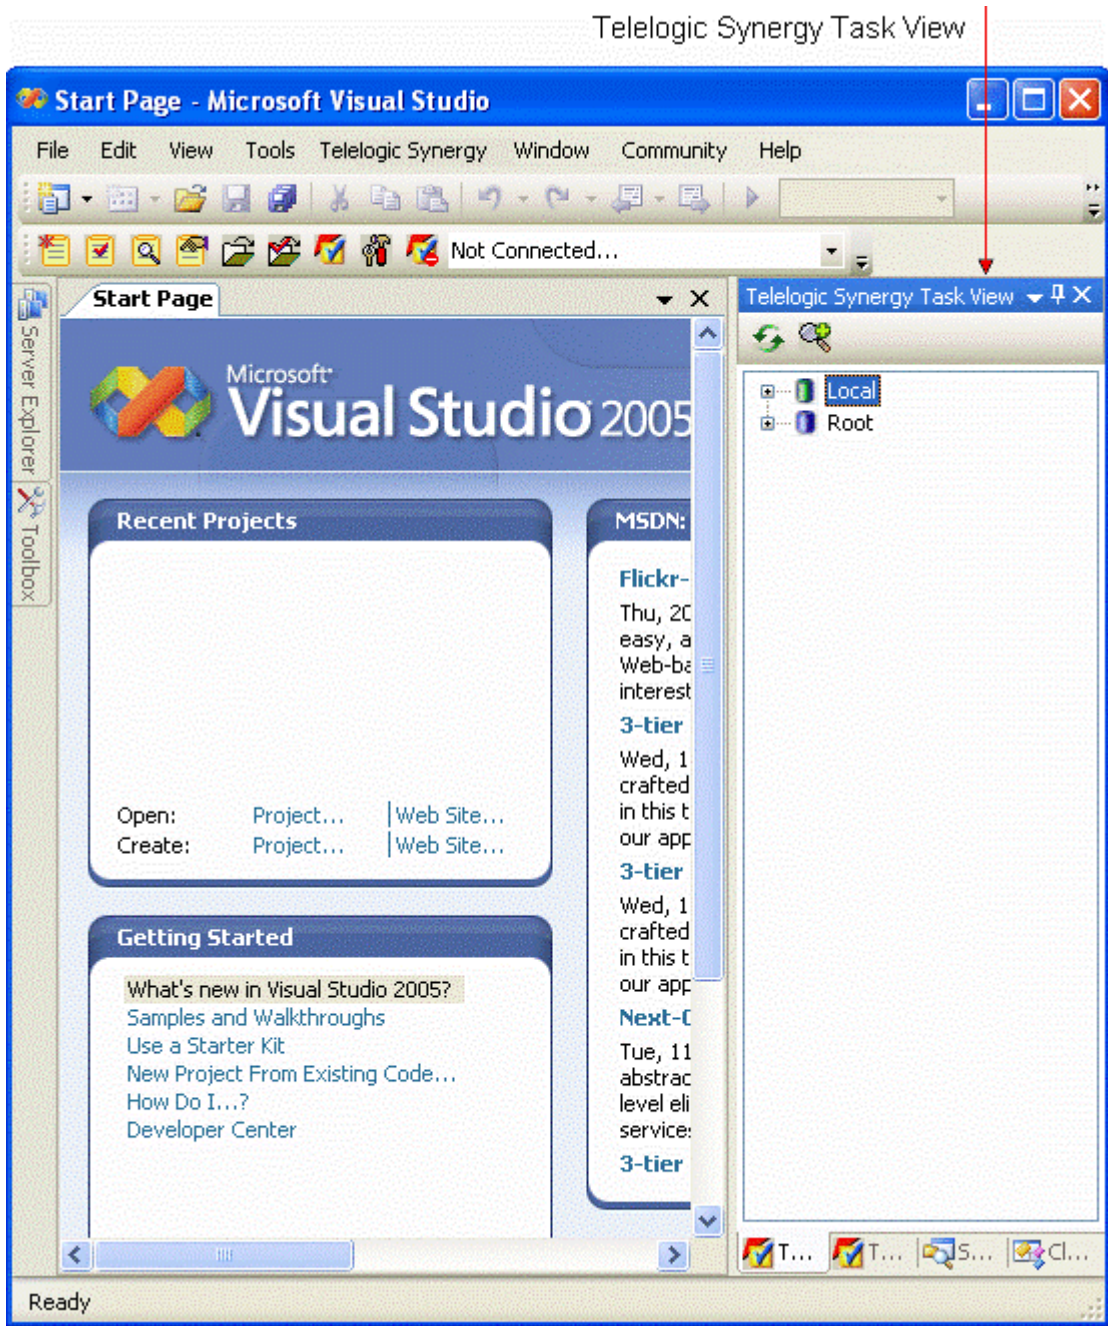 Telelogic Synergy Task View
Start Page - Microsoft Visual Studio
File Edit View Tools Telelogic Synergy Window Community Help
Not Connected...
Server Explorer
Toolbox
Start Page
Microsoft
Visual Studio 2005
Recent Projects
Open: Project... Web Site...
Create: Project... Web Site...
Getting Started
What's new in Visual Studio 2005?
Samples and Walkthroughs
Use a Starter Kit
New Project From Existing Code...
How Do I...?
Developer Center
MSDN:
Flickr-
Thu, 20
easy, a
Web-ba
interest
3-tier
Wed, 1
crafted
in this t
our app
3-tier
Wed, 1
crafted
in this t
our app
Next-
Tue, 11
abstrac
level eli
services
3-tier
Telelogic Synergy Task View
Local
Root
T... T... S... Cl...
Ready